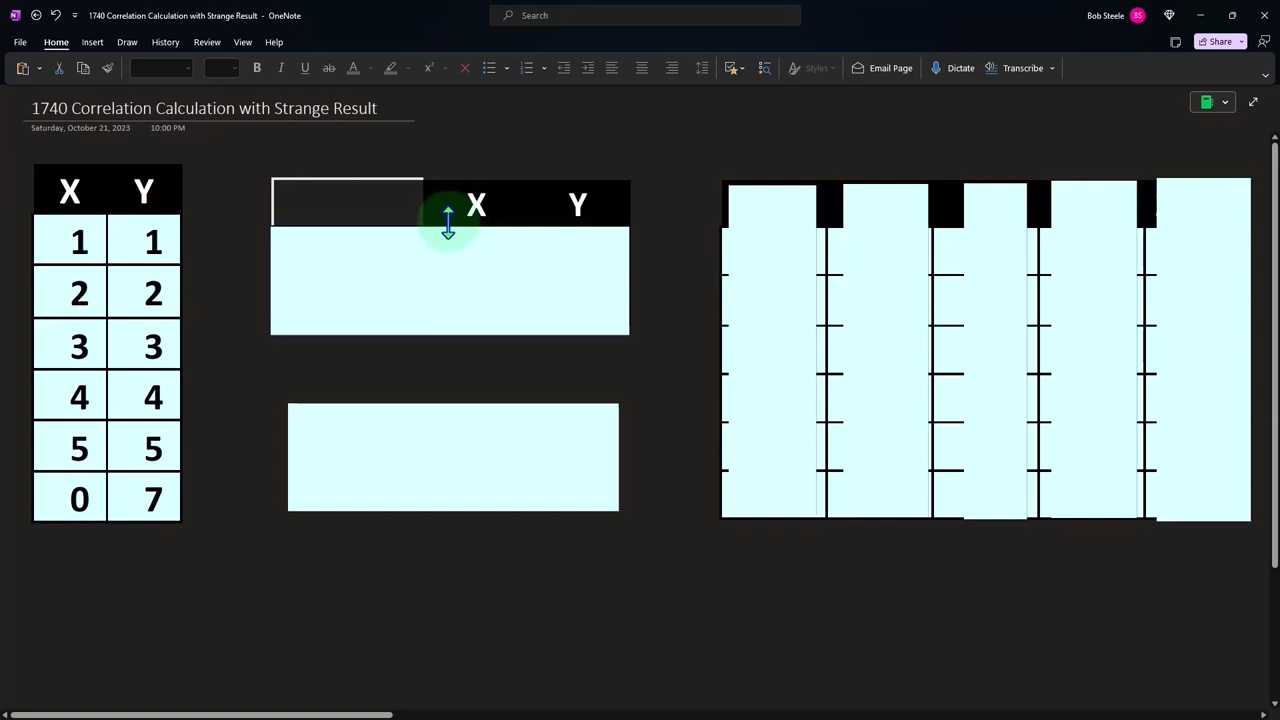 1740 Correlation Calculation with Strange Result - OneNote
Search
Bob Steele
BS
File
Home
Insert
Draw
History
Review
View
Help
Share
B
I
U
ab
A
x
Styles
Email Page
Dictate
Transcribe
1740 Correlation Calculation with Strange Result
Saturday, October 21, 2023 10:00 PM
X Y
1 1
2 2
3 3
4 4
5 5
0 7
X Y